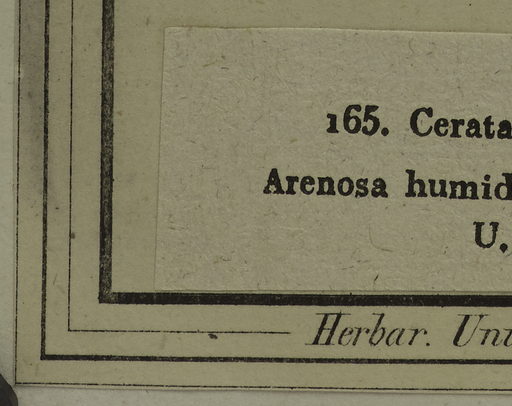 165. Cerata
Arenosa humid
U.
Herbar. Uni